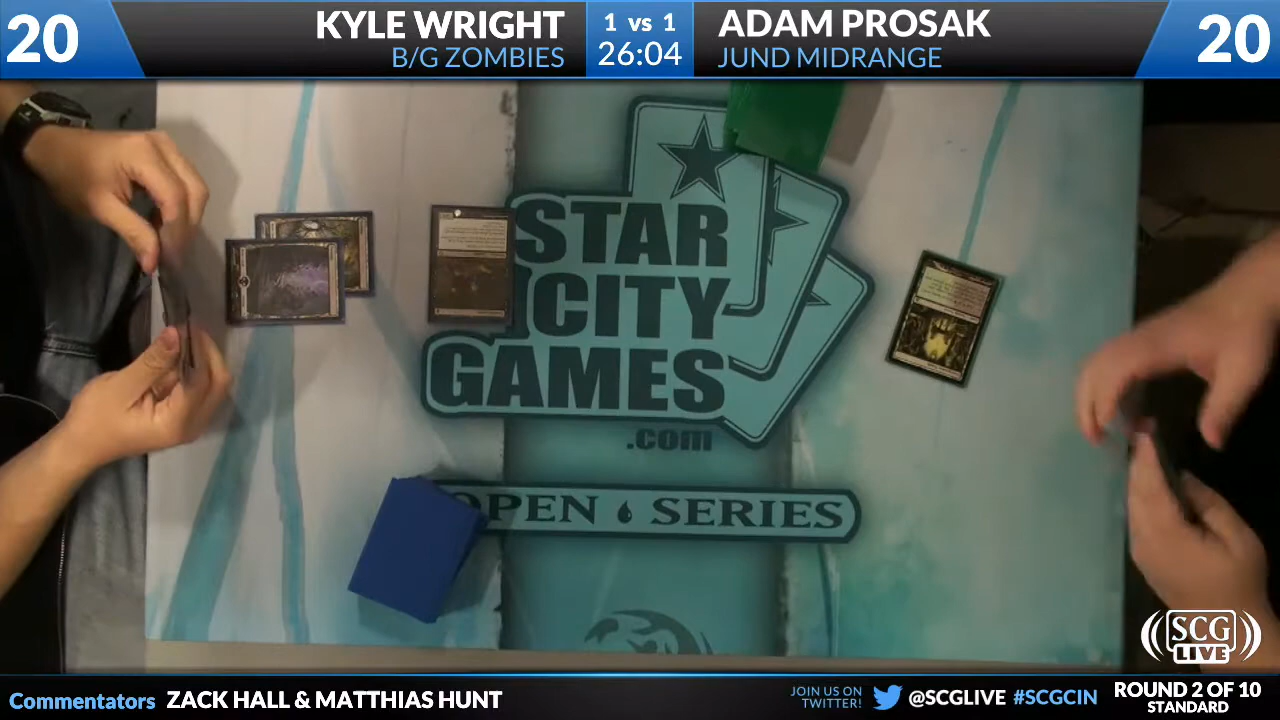 20
KYLE WRIGHT
B/G ZOMBIES
1 vs 1
26:04
ADAM PROSAK
JUND MIDRANGE
20
STAR
CITY
GAMES
.com
OPEN SERIES
SCG
LIVE
Commentators ZACK HALL & MATTHIAS HUNT
JOIN US ON
TWITTER!
@SCGLIVE #SCGCIN
ROUND 2 OF 10
STANDARD